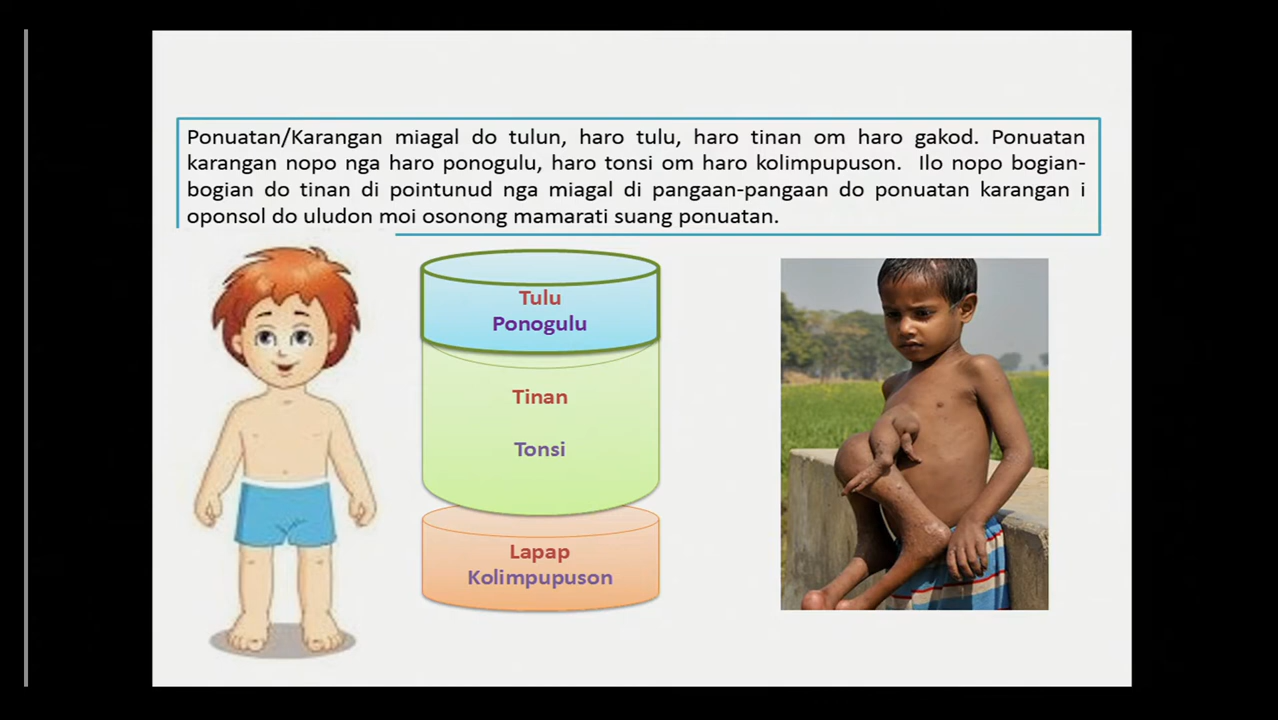 Ponuatan/Karangan miagal do tulun, haro tulu, haro tinan om haro gakod. Ponuatan
karangan nopo nga haro ponogulu, haro tonsi om haro kolimpupuson. Ilo nopo bogian-
bogian do tinan di pointunud nga miagal di pangaan-pangaan do ponuatan karangan i
oponsol do uludon moi osonong mamarati suang ponuatan.
Tulu
Ponogulu
Tinan
Tonsi
Lapap
Kolimpupuson